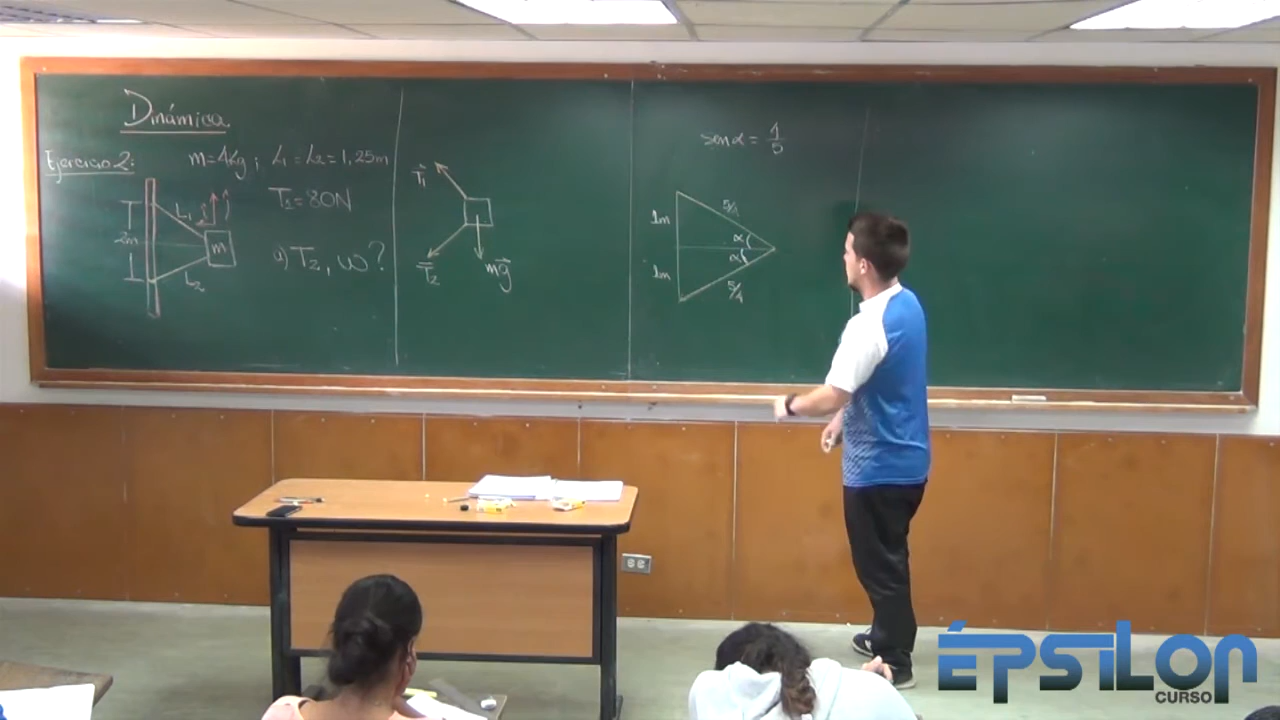 Dinámica
Ejercicio 2:
m=4Kg ; L₁=L₂=1,25m
T₁=80N
a) T₂, ω?
2m
L₁
m
L₂
T₁
T₂
mg
sen α = 4/5
1m
5/4
α
α
1m
5/4
ÉPSILON
CURSO